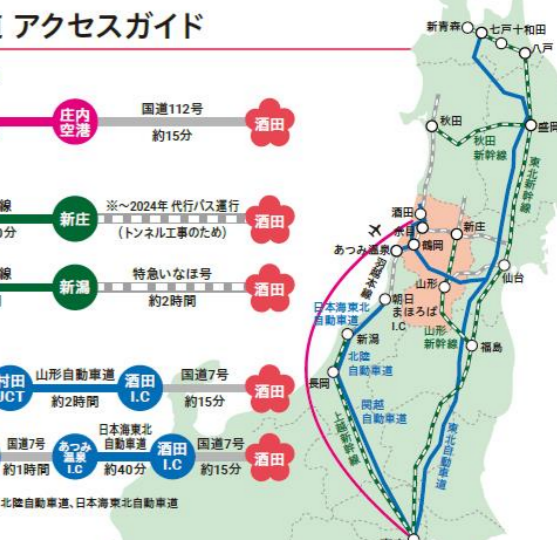 アクセスガイド
庄内
空港
国道112号
約15分
酒田
新庄
※〜2024年 代行バス運行
（トンネル工事のため）
酒田
新潟
特急いなほ号
約2時間
酒田
村田
JCT
山形自動車道
約2時間
酒田
I.C
国道7号
約15分
酒田
国道7号
約1時間
あつみ
温泉
I.C
日本海東北
自動車道
約40分
酒田
I.C
国道7号
約15分
酒田
北陸自動車道、日本海東北自動車道
新青森
七戸十和田
八戸
秋田
盛岡
秋田
新幹線
東北新幹線
酒田
余目
新庄
あつみ温泉
鶴岡
羽越本線
仙台
山形
朝日
まほろば
I.C
日本海東北
自動車道
山形
新幹線
新潟
福島
北陸
自動車道
長岡
関越
自動車道
上越新幹線
東北自動車道